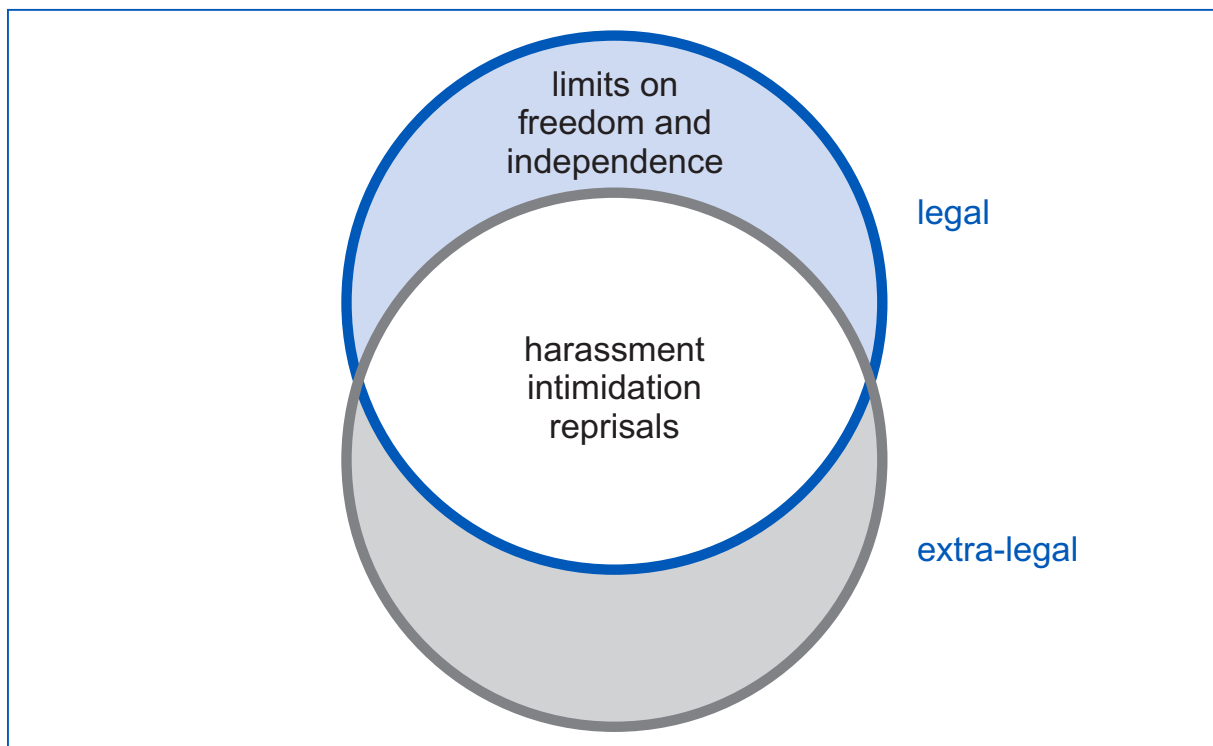 limits on
freedom and
independence
legal
harassment
intimidation
reprisals
extra-legal